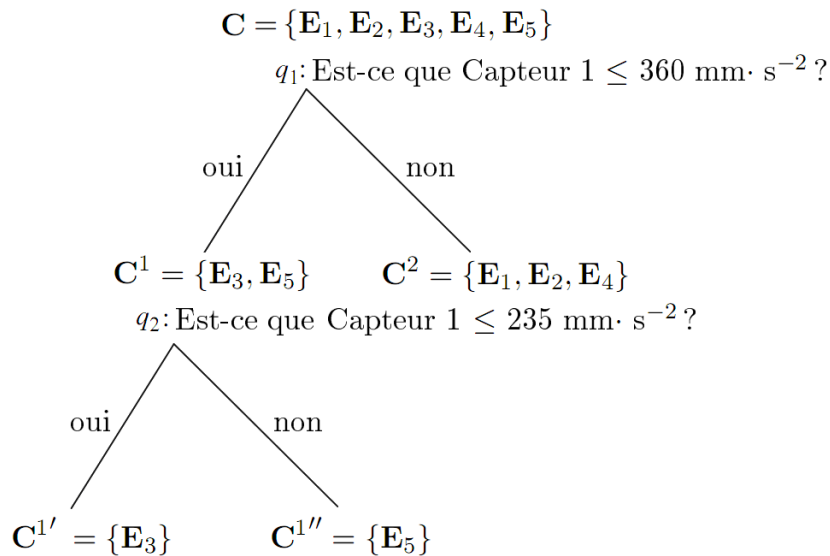 C = {E₁, E₂, E₃, E₄, E₅}
q₁: Est-ce que Capteur 1 ≤ 360 mm· s⁻² ?
oui non
C¹ = {E₃, E₅} C² = {E₁, E₂, E₄}
q₂: Est-ce que Capteur 1 ≤ 235 mm· s⁻² ?
oui non
C¹′ = {E₃} C¹″ = {E₅}